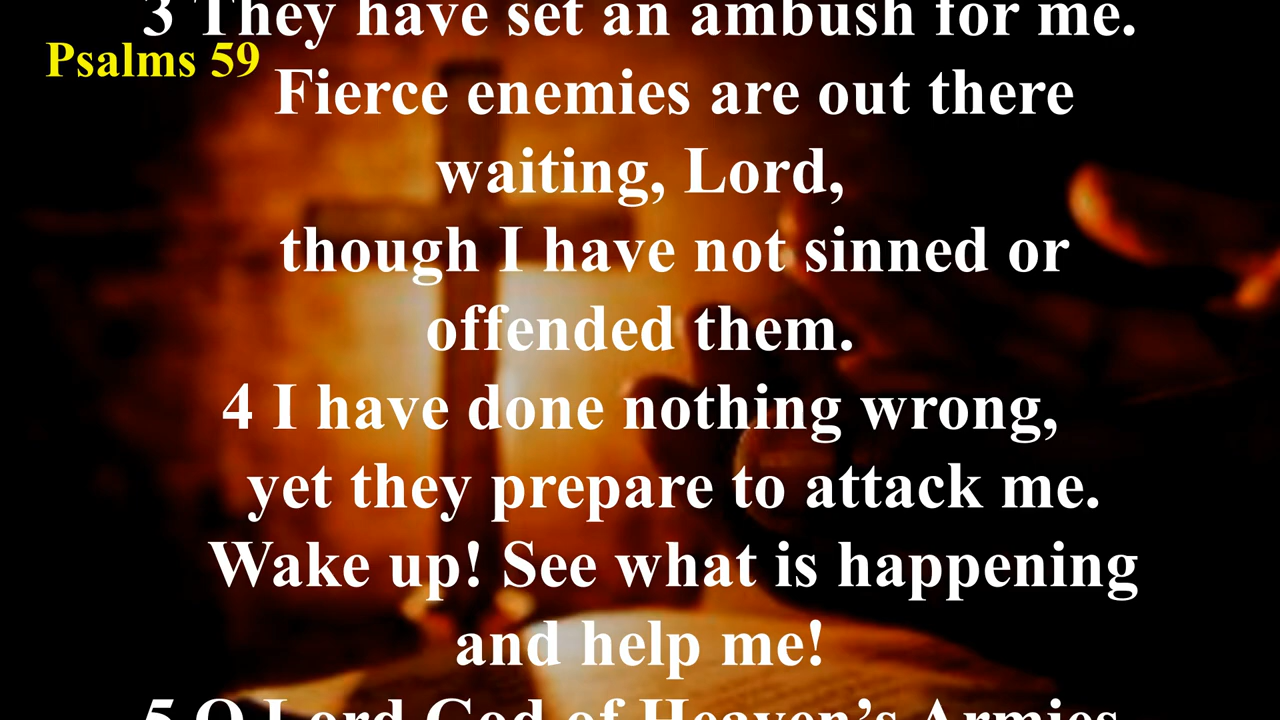 3 They have set an ambush for me.
Psalms 59
Fierce enemies are out there
waiting, Lord,
though I have not sinned or
offended them.
4 I have done nothing wrong,
yet they prepare to attack me.
Wake up! See what is happening
and help me!
5 O Lord God of Heaven’s Armies